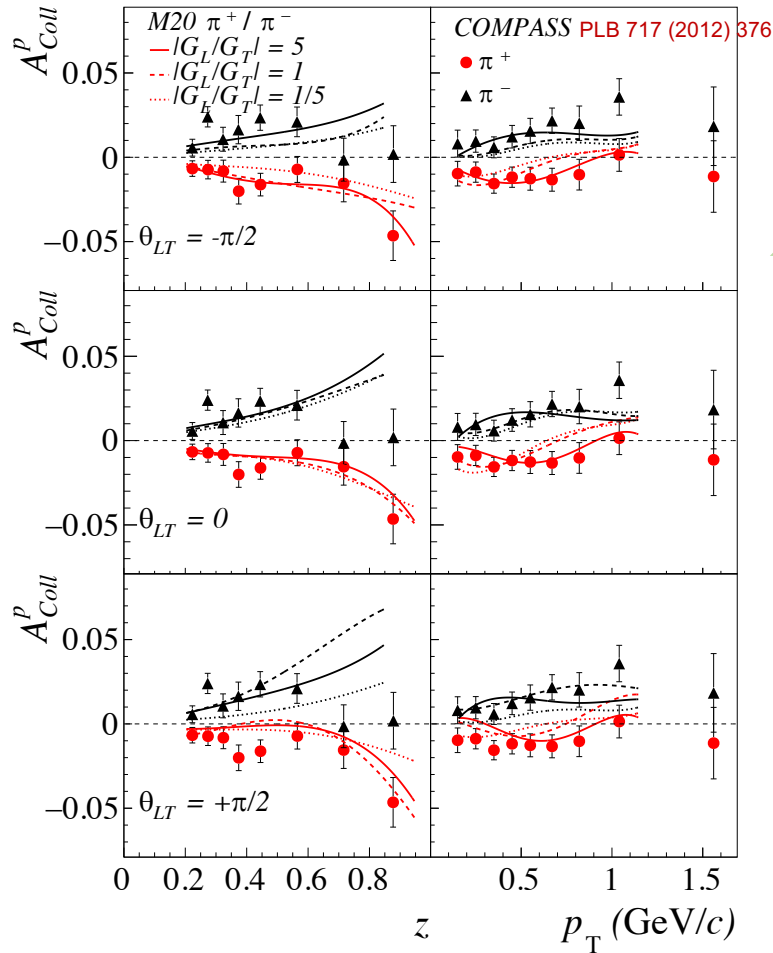 M20 π⁺ / π⁻
|G_L/G_T| = 5
|G_L/G_T| = 1
|G_L/G_T| = 1/5
COMPASS PLB 717 (2012) 376
π⁺
π⁻
A^p_Coll
0.05
0
−0.05
θ_LT = -π/2
A^p_Coll
0.05
0
−0.05
θ_LT = 0
A^p_Coll
0.05
0
−0.05
θ_LT = +π/2
0 0.2 0.4 0.6 0.8 0.5 1 1.5
z p_T (GeV/c)